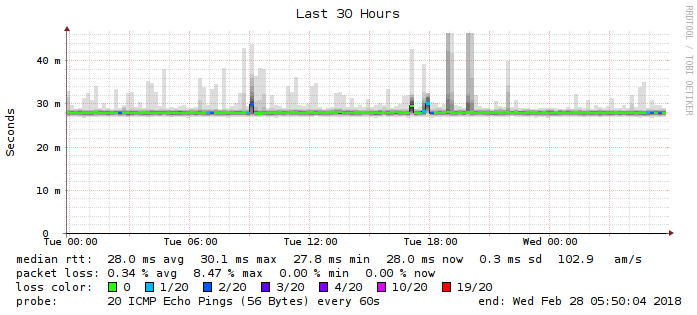 Last 30 Hours
RRDTOOL / TOBI OETIKER
Seconds
40 m
30 m
20 m
10 m
0
Tue 00:00 Tue 06:00 Tue 12:00 Tue 18:00 Wed 00:00
median rtt: 28.0 ms avg 30.1 ms max 27.8 ms min 28.0 ms now 0.3 ms sd 102.9 am/s
packet loss: 0.34 % avg 8.47 % max 0.00 % min 0.00 % now
loss color: 0 1/20 2/20 3/20 4/20 10/20 19/20
probe: 20 ICMP Echo Pings (56 Bytes) every 60s end: Wed Feb 28 05:50:04 2018